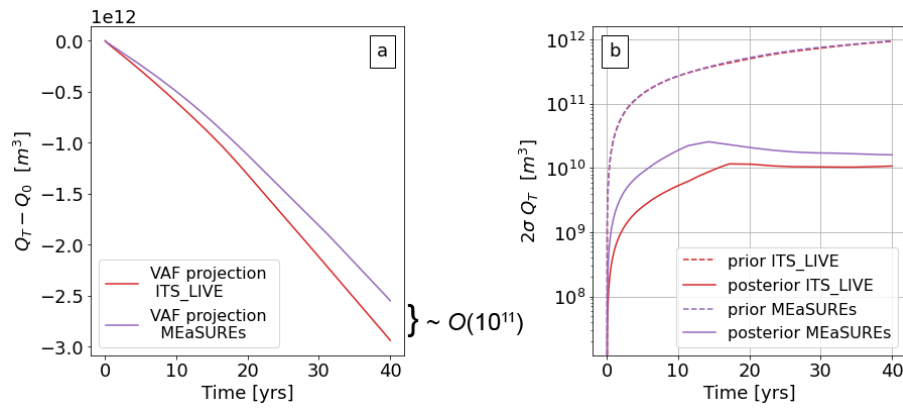 1e12
a
0.0
−0.5
−1.0
−1.5
−2.0
−2.5
−3.0
Q_T − Q_0 [m³]
VAF projection
ITS_LIVE
VAF projection
MEaSUREs
0 10 20 30 40
Time [yrs]
} ~ O(10¹¹)
b
10¹²
10¹¹
10¹⁰
10⁹
10⁸
2σ Q_T [m³]
prior ITS_LIVE
posterior ITS_LIVE
prior MEaSUREs
posterior MEaSUREs
0 10 20 30 40
Time [yrs]